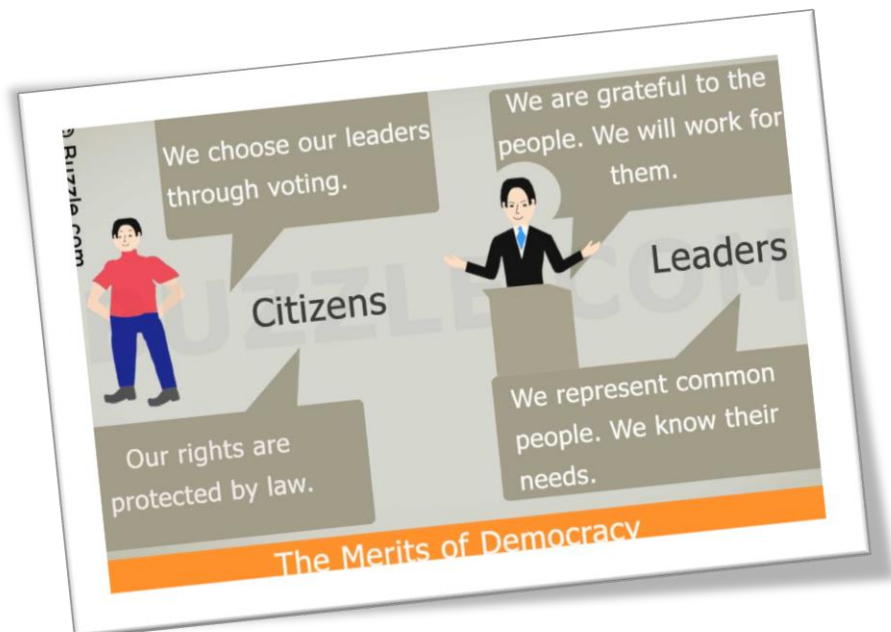 © Buzzle.com
We choose our leaders
through voting.
Citizens
Our rights are
protected by law.
We are grateful to the
people. We will work for
them.
Leaders
We represent common
people. We know their
needs.
BUZZLE.COM
The Merits of Democracy